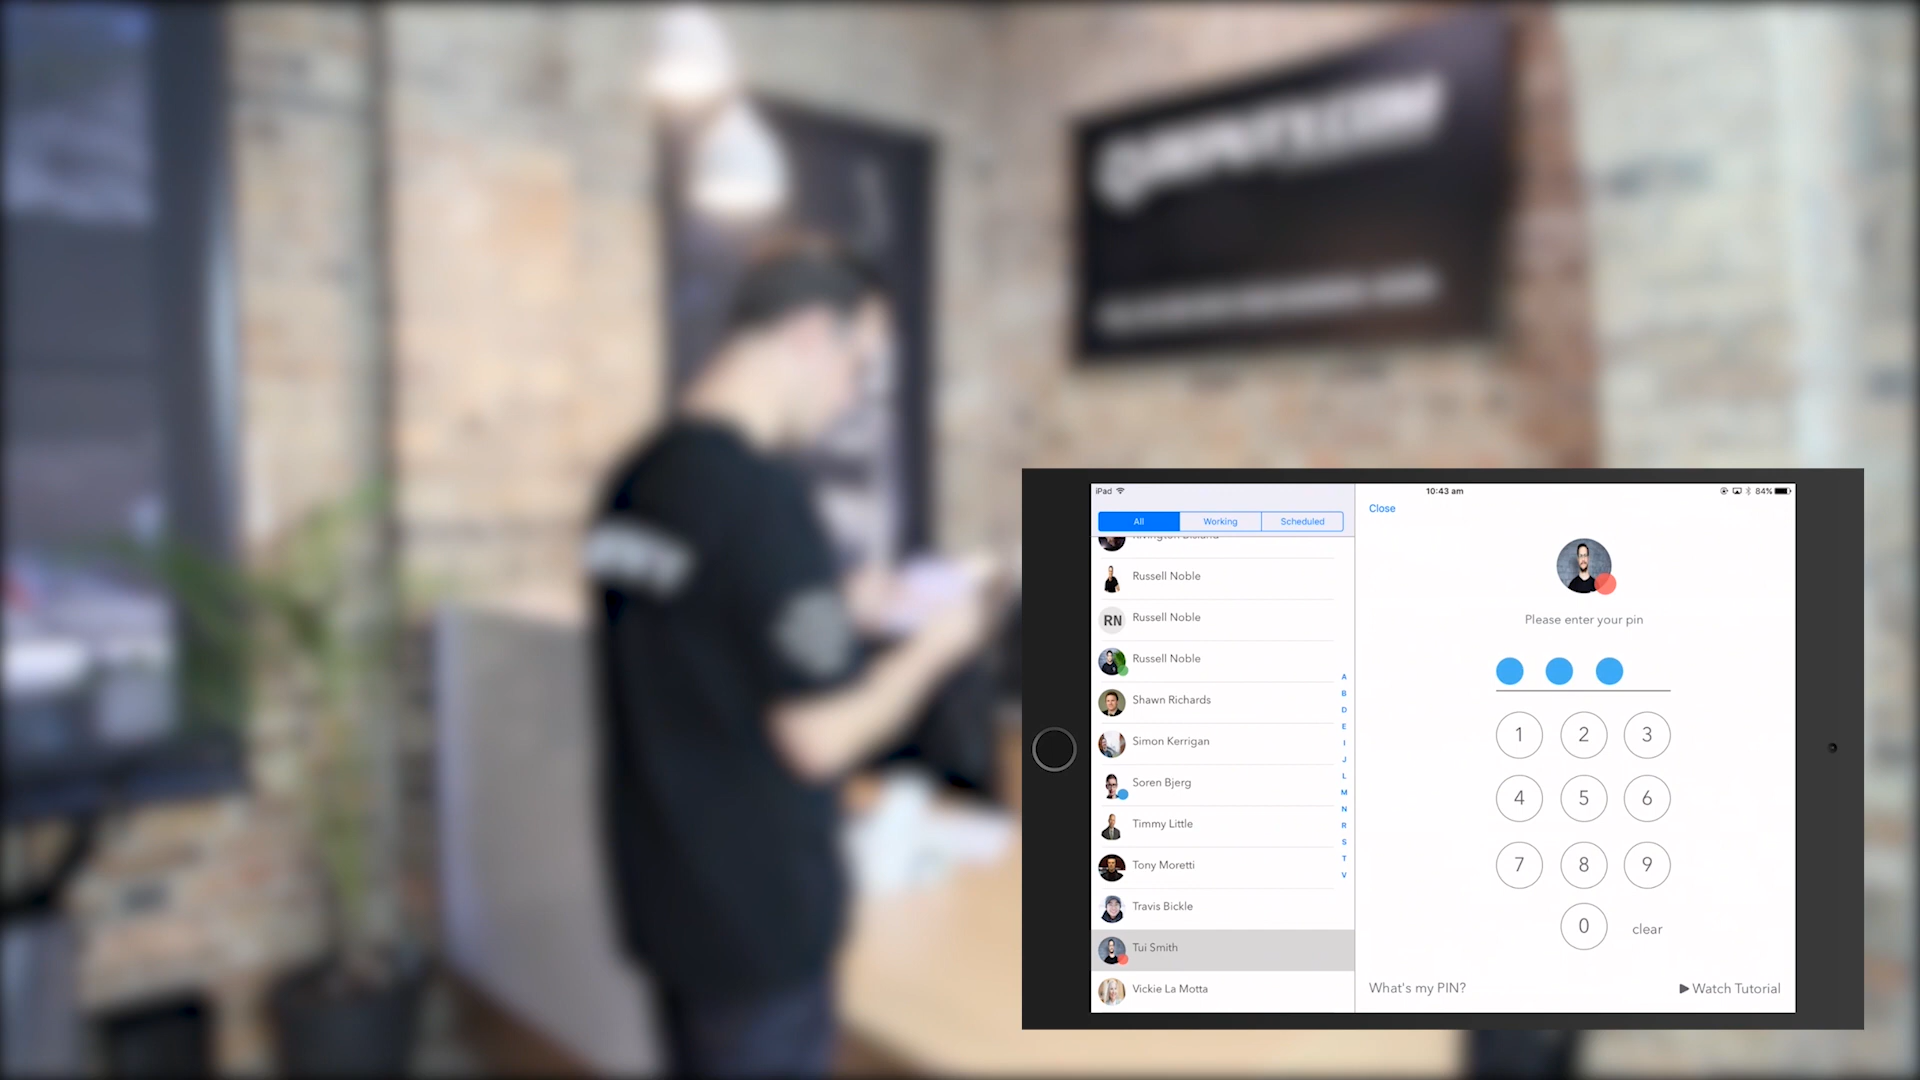 iPad
10:43 am
84%
All
Working
Scheduled
Close
Russell Noble
RN
Russell Noble
Russell Noble
Shawn Richards
Simon Kerrigan
Soren Bjerg
Timmy Little
Tony Moretti
Travis Bickle
Tui Smith
Vickie La Motta
A
B
D
E
I
J
L
M
N
R
S
T
V
Please enter your pin
1 2 3
4 5 6
7 8 9
0 clear
What's my PIN?
Watch Tutorial